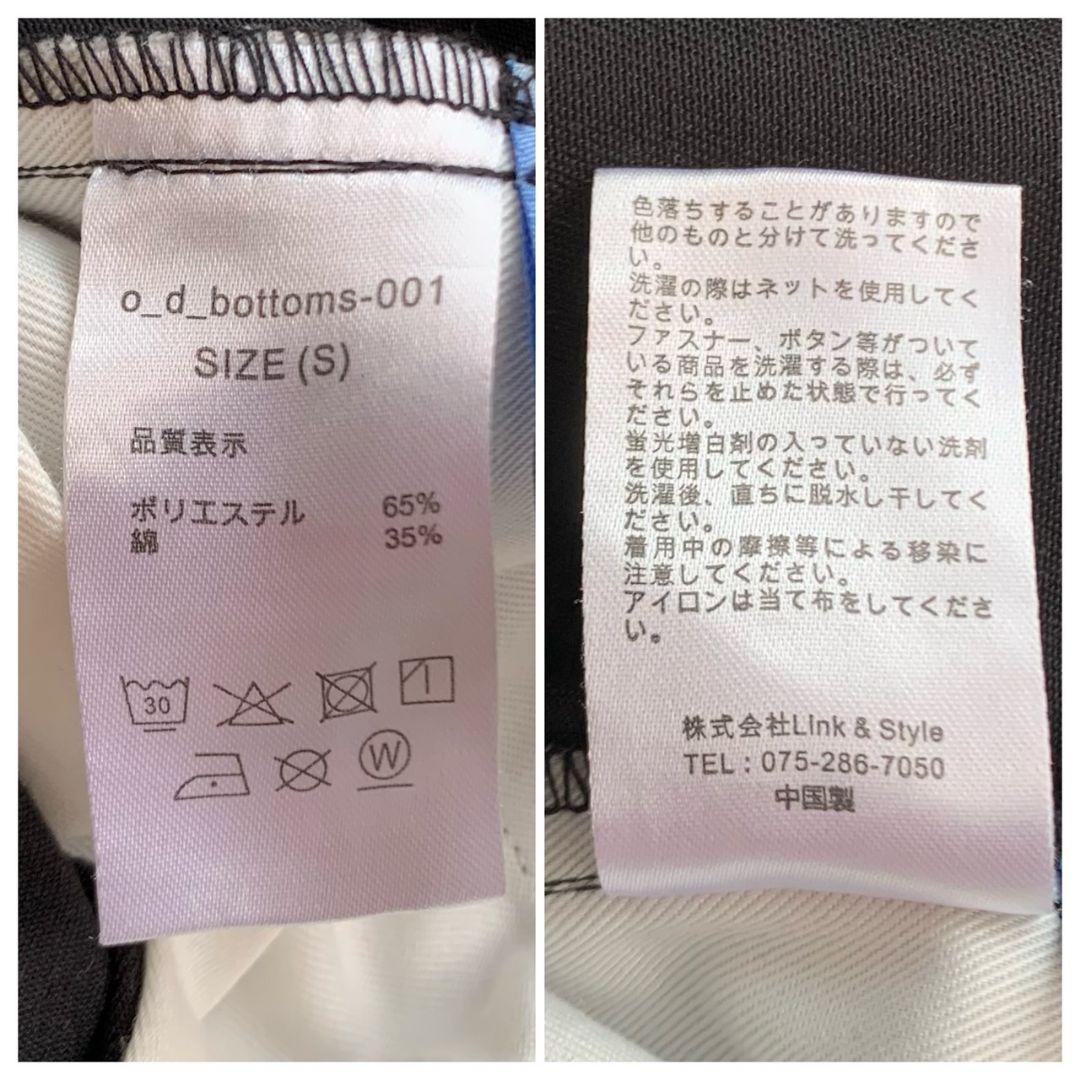 o_d_bottoms-001
SIZE (S)
品質表示
ポリエステル 65%
綿 35%
30
W
色落ちすることがありますので
他のものと分けて洗ってくださ
い。
洗濯の際はネットを使用してく
ださい。
ファスナー、ボタン等がついて
いる商品を洗濯する際は、必ず
それらを止めた状態で行ってく
ださい。
蛍光増白剤の入っていない洗剤
を使用してください。
洗濯後、直ちに脱水し干してく
ださい。
着用中の摩擦等による移染に
注意してください。
アイロンは当て布をしてくださ
い。
株式会社LInk & Style
TEL : 075-286-7050
中国製